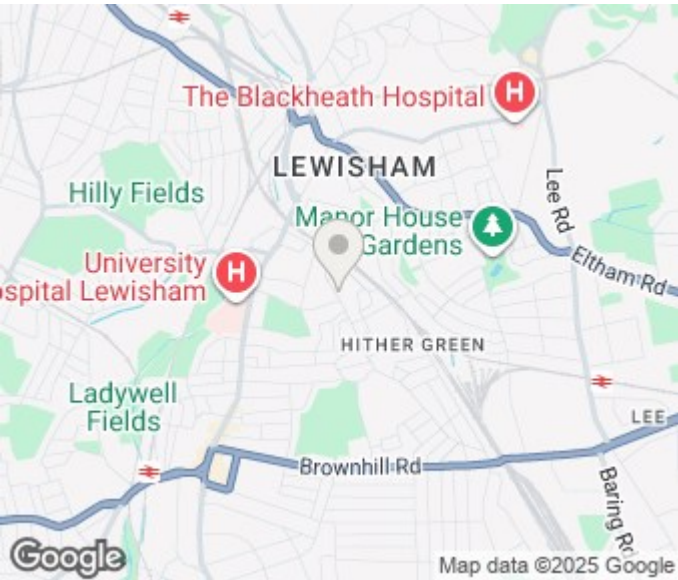 The Blackheath Hospital
H
LEWISHAM
Lee Rd
Hilly Fields
Manor House
Gardens
University
ospital Lewisham
H
Eltham Rd
HITHER GREEN
Ladywell
Fields
LEE
Brownhill Rd
Baring Rd
Google
Map data ©2025 Google